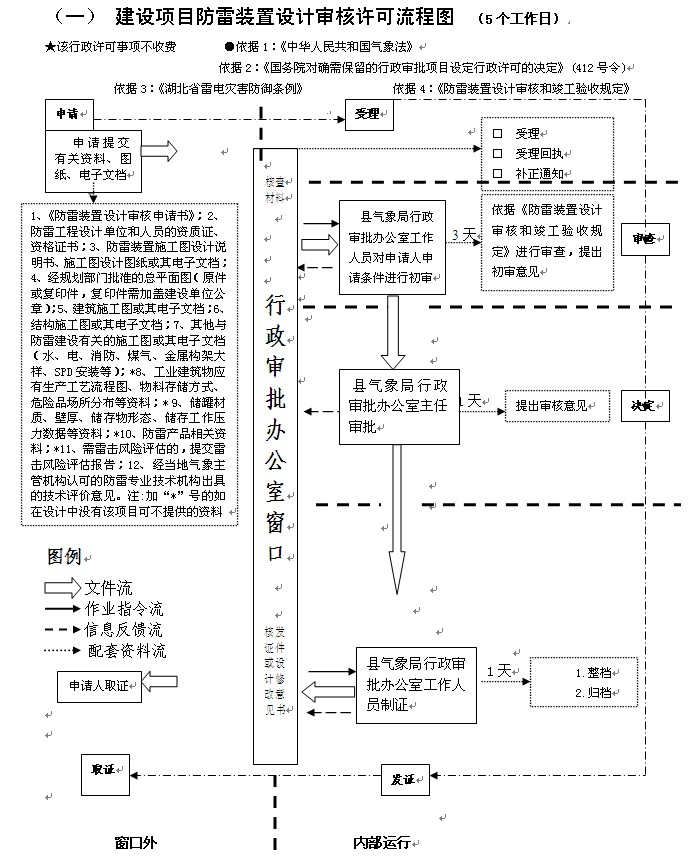 （一） 建设项目防雷装置设计审核许可流程图 （5个工作日）
★该行政许可事项不收费 ●依据1：《中华人民共和国气象法》
依据2：《国务院对确需保留的行政审批项目设定行政许可的决定》(412号令)
依据3：《湖北省雷电灾害防御条例》 依据4：《防雷装置设计审核和竣工验收规定》
申请
受理
申请提交
有关资料、图
纸、电子文档
□ 受理
□ 受理回执
□ 补正通知
核查
材料
1、《防雷装置设计审核申请书》；2、
防雷工程设计单位和人员的资质证、
资格证书；3、防雷装置施工图设计说
明书、施工图设计图纸或其电子文档；
4、经规划部门批准的总平面图（原件
或复印件，复印件需加盖建设单位公
章）；5、建筑施工图或其电子文档；6、
结构施工图或其电子文档；7、其他与
防雷建设有关的施工图或其电子文档
（水、电、消防、煤气、金属构架大
样、SPD安装等）；*8、工业建筑物应
有生产工艺流程图、物料存储方式、
危险品场所分布等资料；*9、储罐材
质、壁厚、储存物形态、储存工作压
力数据等资料；*10、防雷产品相关资
料；*11、需雷击风险评估的，提交雷
击风险评估报告；12、经当地气象主
管机构认可的防雷专业技术机构出具
的技术评价意见。注：加“*”号的如
在设计中没有该项目可不提供的资料
县气象局行政
审批办公室工作
人员对申请人申
请条件进行初审
3天
依据《防雷装置设计
审核和竣工验收规
定》进行审查，提出
初审意见
审查
行政审批办公室窗口
县气象局行政
审批办公室主任
审批
1天
提出审核意见
决定
图例
文件流
作业指令流
信息反馈流
配套资料流
核发
证件
或设
计修
改意
见书
申请人取证
县气象局行政审
批办公室工作人
员制证
1天
1.整档
2.归档
取证
发证
窗口外
内部运行